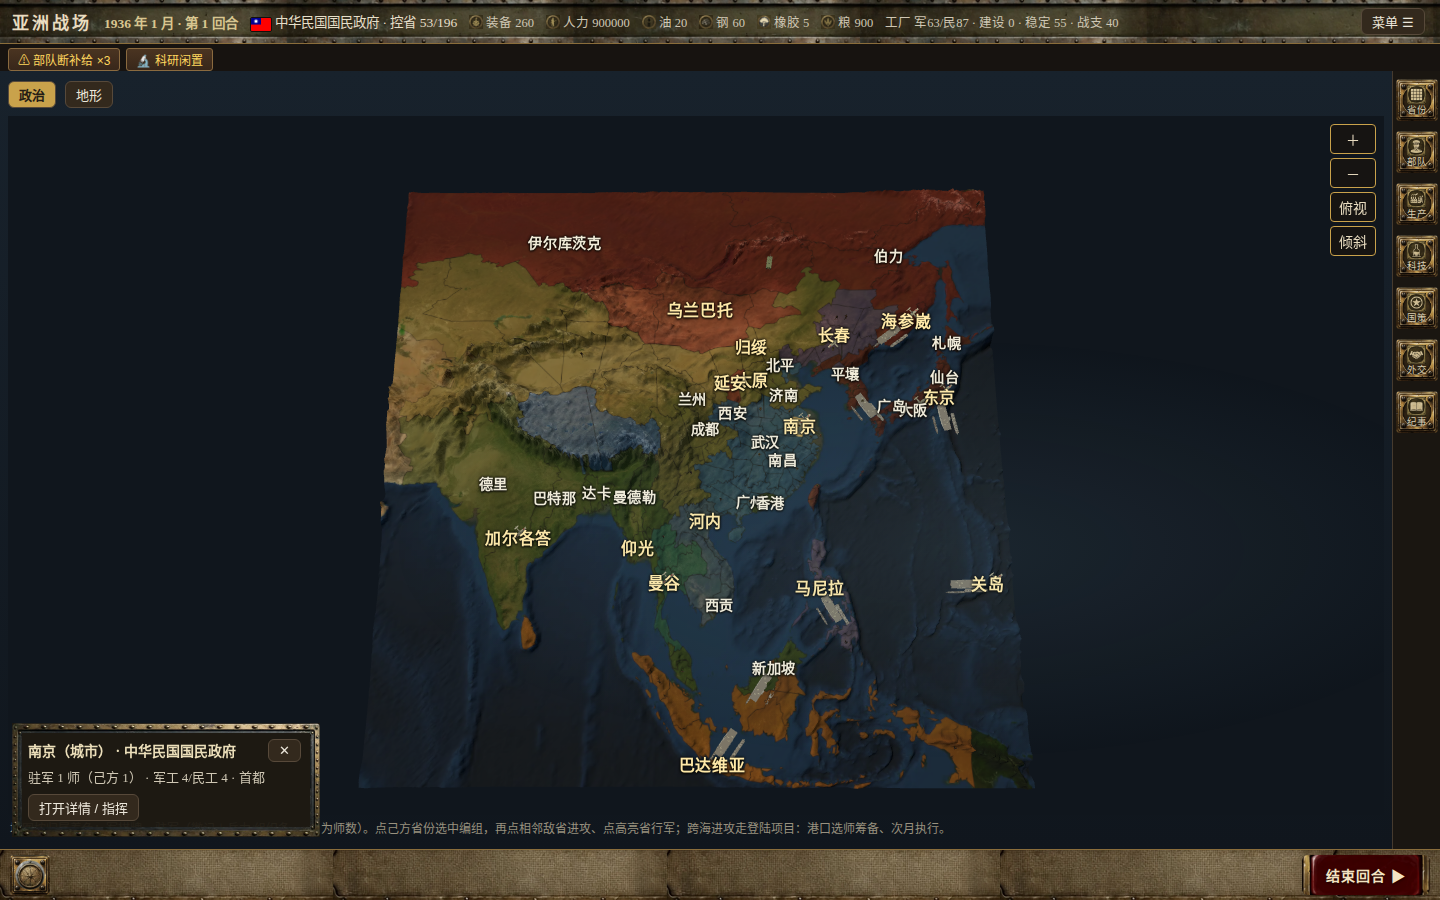 亚洲战场 1936 年 1 月 · 第 1 回合 中华民国国民政府 · 控省 53/196 装备 260 人力 900000 油 20 钢 60 橡胶 5 粮 900 工厂 军63/民87 · 建设 0 · 稳定 55 · 战支 40 菜单 ☰
⚠ 部队断补给 ×3 科研闲置
政治 地形
+
−
俯视
倾斜
省份
部队
生产
科技
国策
外交
纪事
伊尔库茨克
伯力
乌兰巴托
海参崴
长春
札幌
归绥
北平
平壤
仙台
延安
太原
济南
东京
兰州
广岛
大阪
西安
成都
南京
武汉
南昌
德里
巴特那
达卡
曼德勒
广州
香港
河内
加尔各答
仰光
曼谷
马尼拉
关岛
西贡
新加坡
巴达维亚
南京（城市） · 中华民国国民政府 ✕
驻军 1 师（己方 1） · 军工 4/民工 4 · 首都
打开详情 / 指挥
为师数）。点己方省份选中编组，再点相邻敌省进攻、点高亮省行军；跨海进攻走登陆项目：港口选师筹备、次月执行。
结束回合 ▶